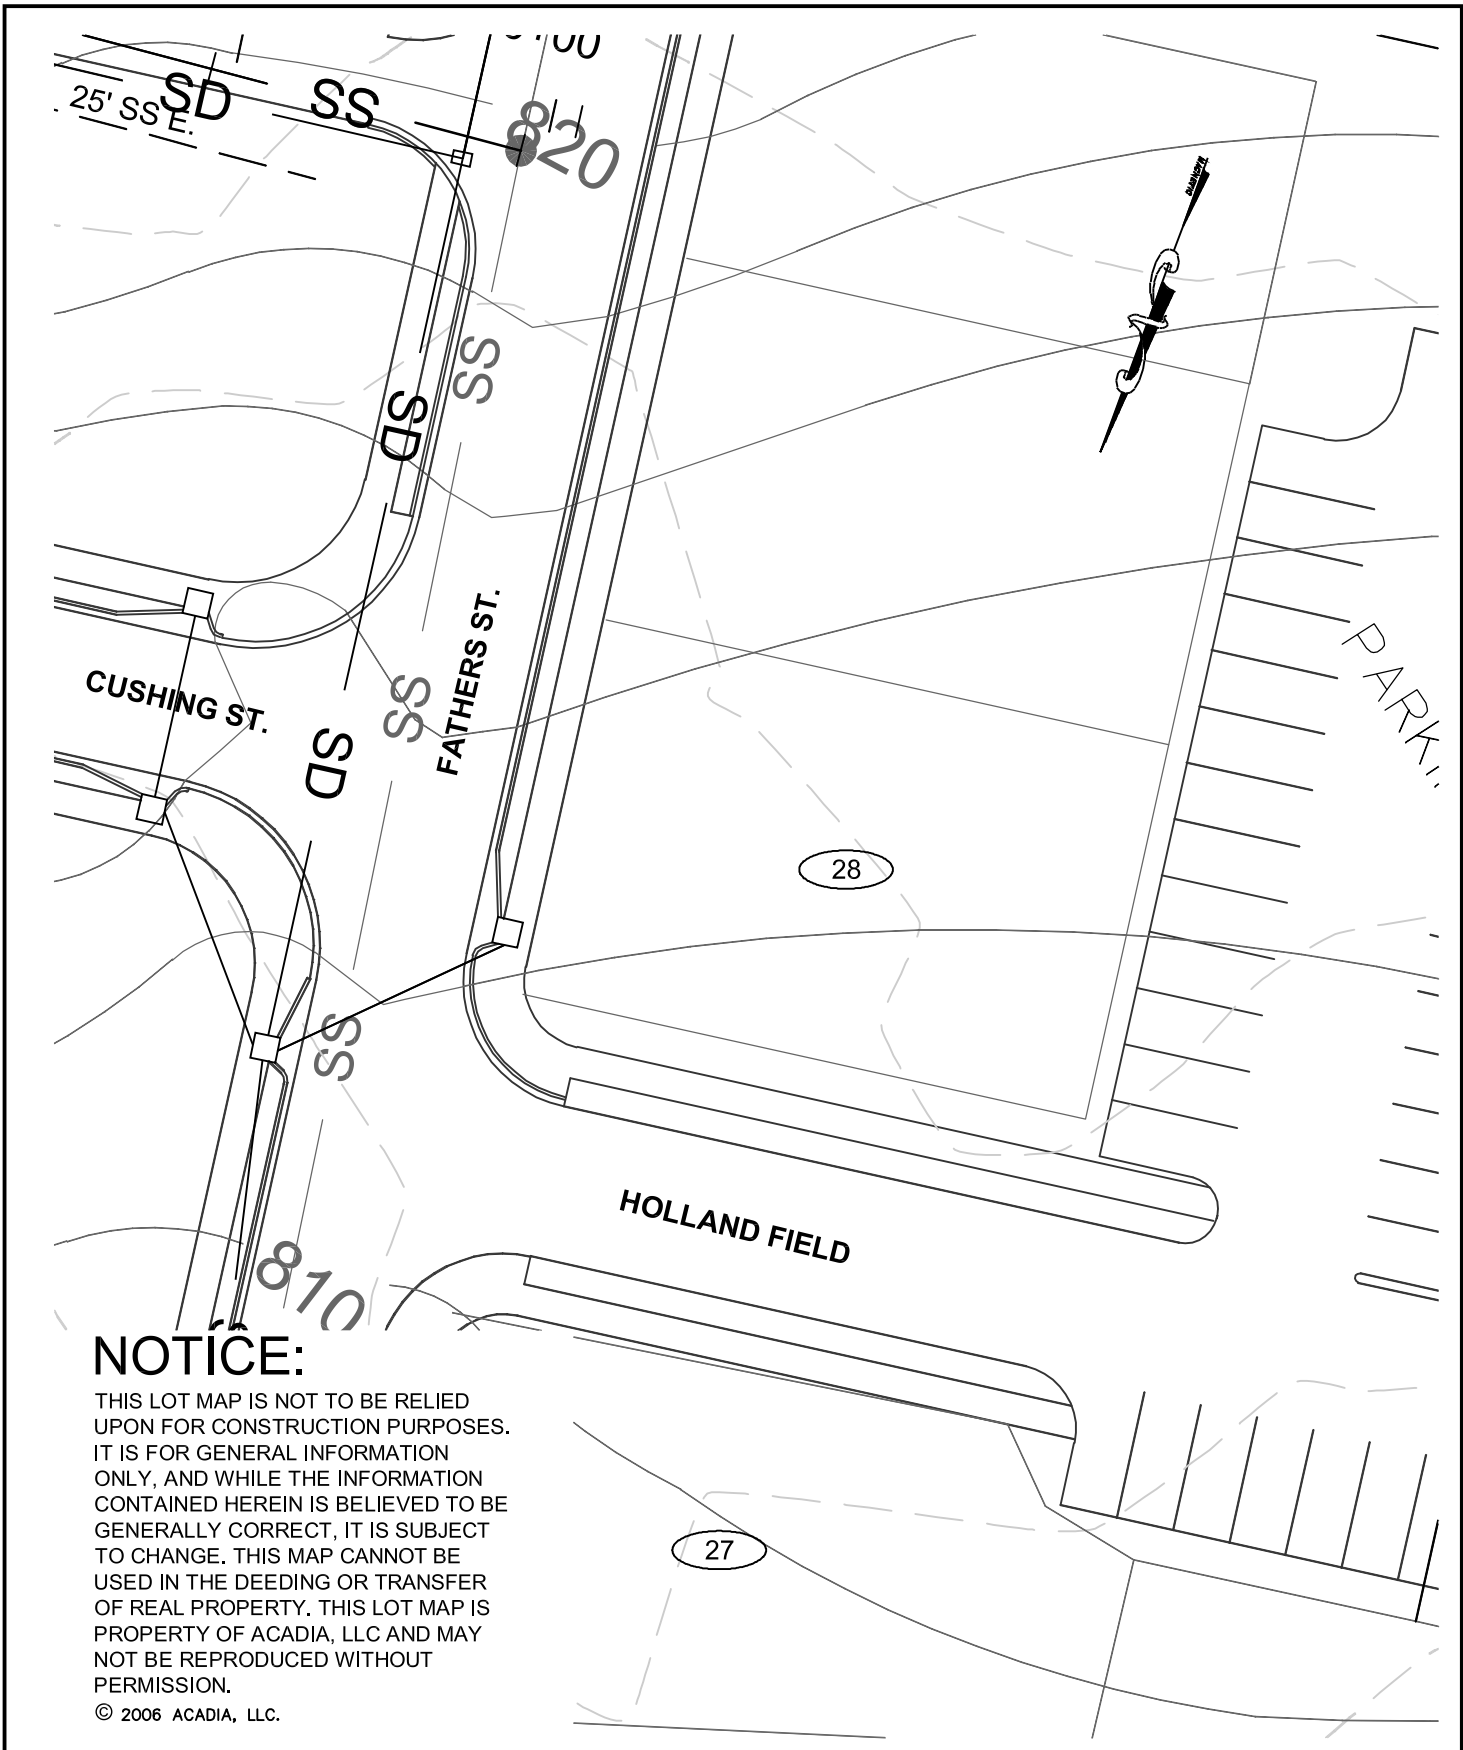 SD
SS
25' SS E.
820
SS
SD
CUSHING ST.
SS
FATHERS ST.
SD
28
SS
HOLLAND FIELD
810
27
NOTICE:
THIS LOT MAP IS NOT TO BE RELIED
UPON FOR CONSTRUCTION PURPOSES.
IT IS FOR GENERAL INFORMATION
ONLY, AND WHILE THE INFORMATION
CONTAINED HEREIN IS BELIEVED TO BE
GENERALLY CORRECT, IT IS SUBJECT
TO CHANGE. THIS MAP CANNOT BE
USED IN THE DEEDING OR TRANSFER
OF REAL PROPERTY. THIS LOT MAP IS
PROPERTY OF ACADIA, LLC AND MAY
NOT BE REPRODUCED WITHOUT
PERMISSION.
© 2006 ACADIA, LLC.